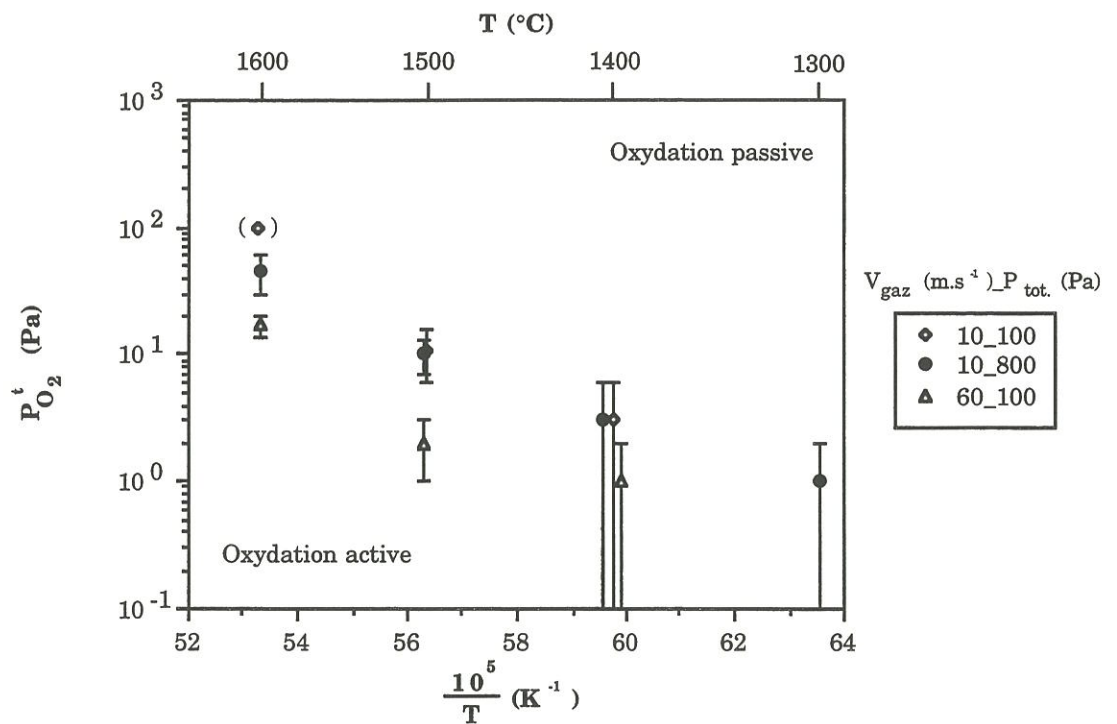 T (°C)
1600 1500 1400 1300
10 3
10 2
10 1
10 0
10 -1
P t O2 (Pa)
Oxydation passive
( )
Oxydation active
52 54 56 58 60 62 64
10 5
T (K -1 )
V gaz (m.s -1 )_P tot. (Pa)
10_100
10_800
60_100